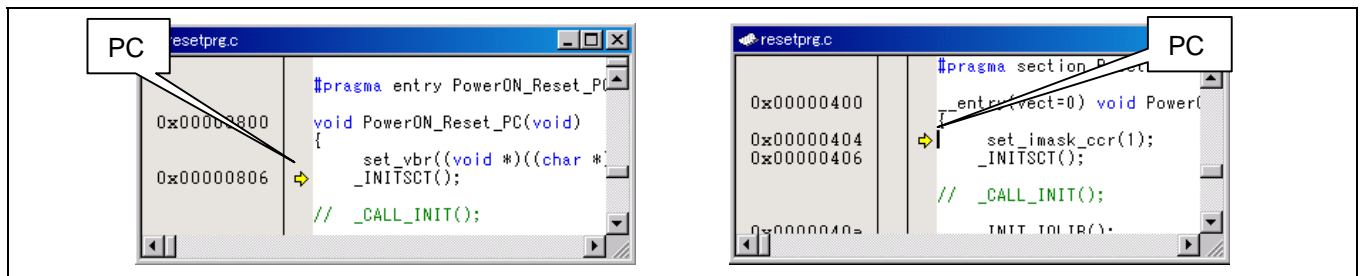 PC
resetprg.c
#pragma entry PowerON_Reset_P
0x00000800 void PowerON_Reset_PC(void)
{
set_vbr((void *)((char *)
0x00000806 _INITSCT();
// _CALL_INIT();
PC
resetprg.c
#pragma section
0x00000400 __entry(vect=0) void Power(
{
0x00000404 set_imask_ccr(1);
0x00000406 _INITSCT();
// _CALL_INIT();